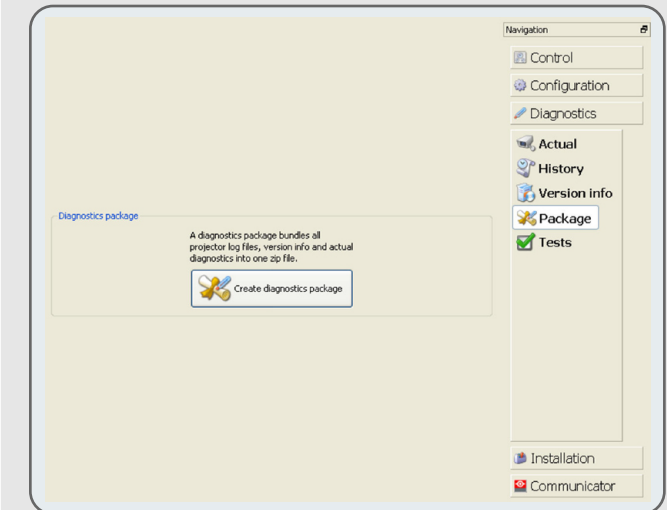 Navigation
Control
Configuration
Diagnostics
Actual
History
Version info
Package
Tests
Diagnostics package
A diagnostics package bundles all
projector log files, version info and actual
diagnostics into one zip file.
Create diagnostics package
Installation
Communicator